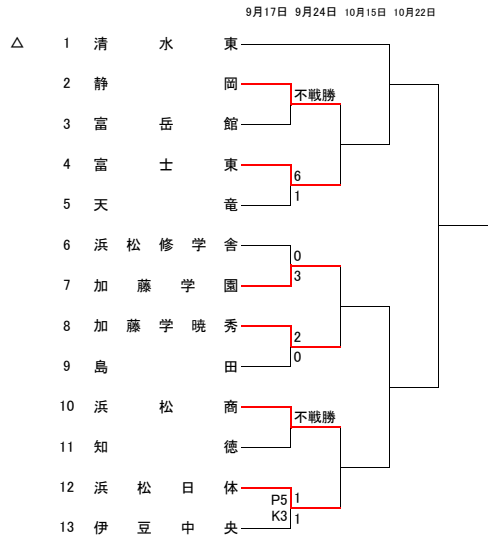 9月17日 9月24日 10月15日 10月22日
△ 1 清水東
2 静岡
不戦勝
3 富岳館
4 富士東
6
5 天竜
1
6 浜松修学舎
0
7 加藤学園
3
8 加藤学暁秀
2
9 島田
0
10 浜松商
不戦勝
11 知徳
12 浜松日体
P5 1
K3 1
13 伊豆中央